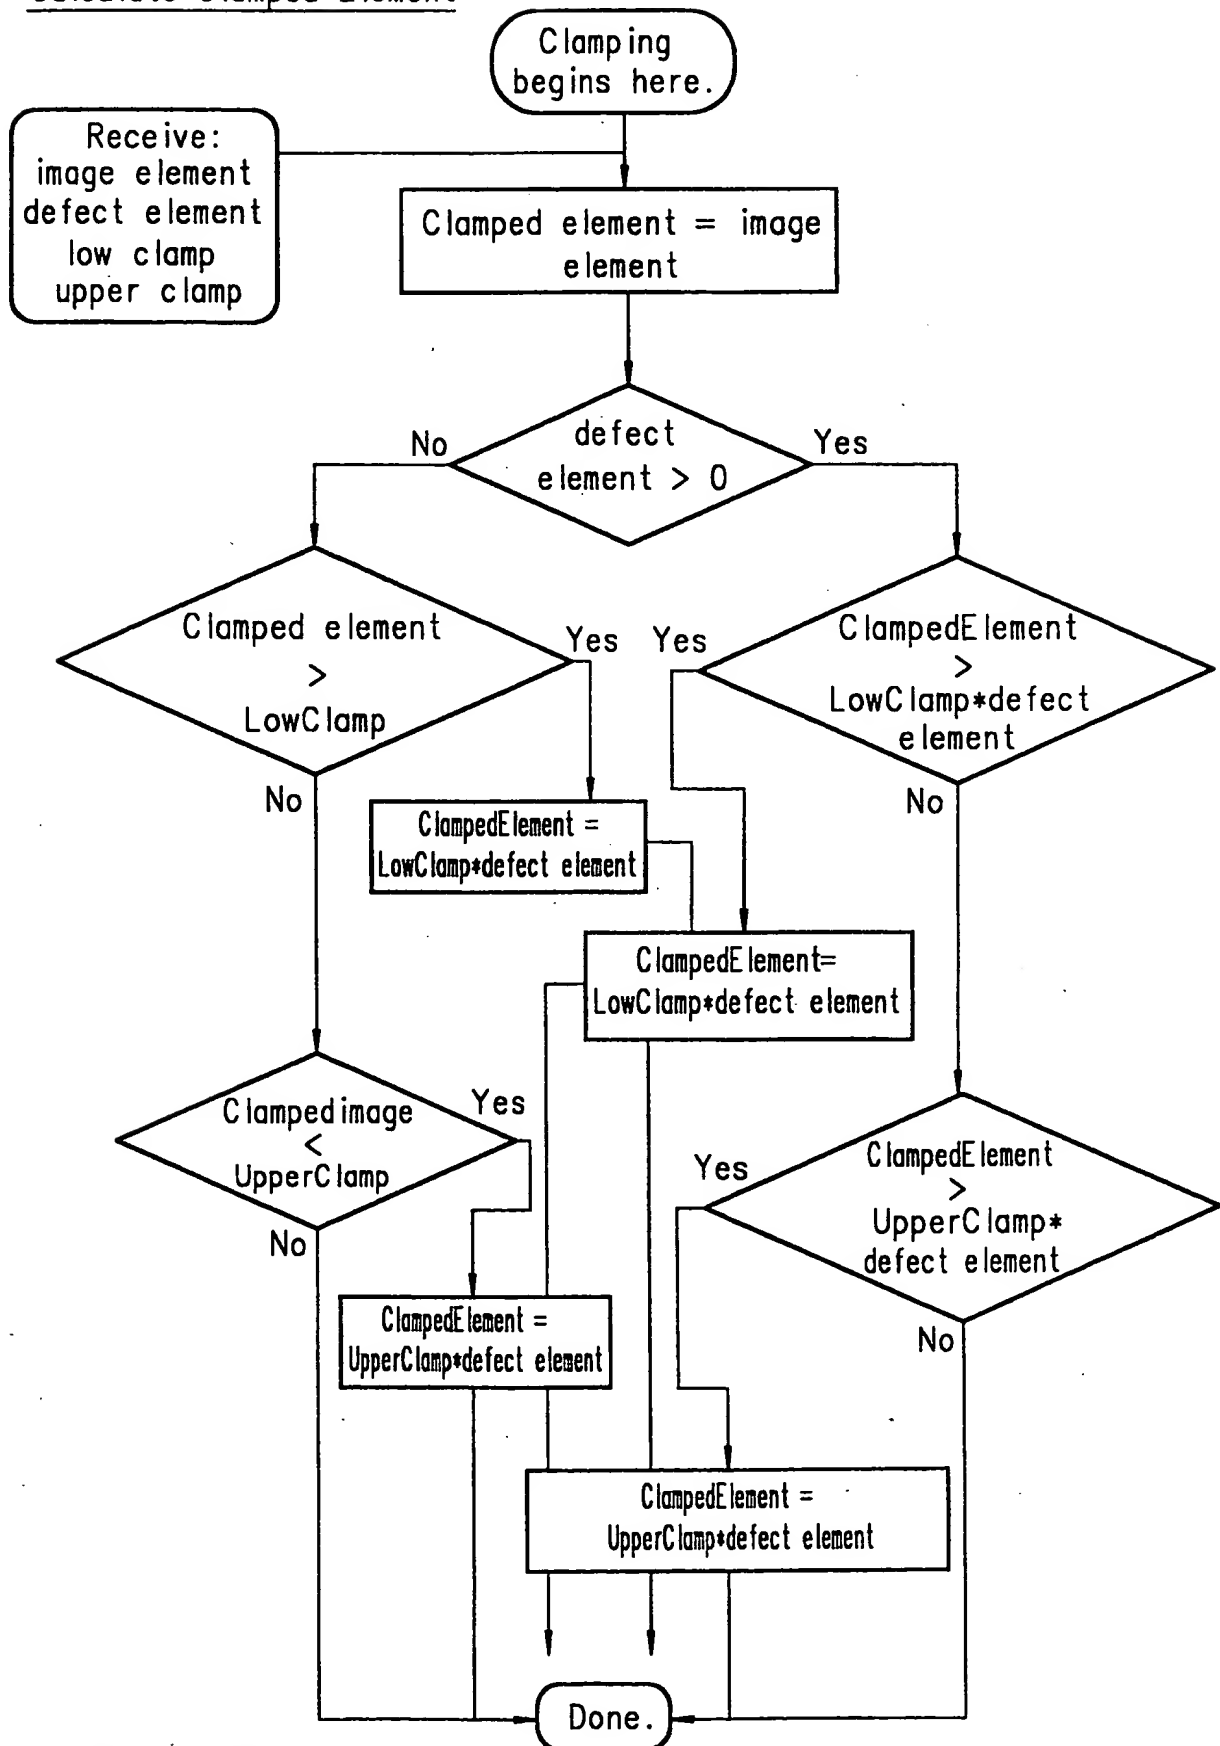 Calculate Clamped Element
Clamping
begins here.
Receive:
image element
defect element
low clamp
upper clamp
Clamped element = image
element
defect
element > 0
No
Yes
Clamped element
>
LowClamp
Yes
No
ClampedElement
>
LowClamp*defect
element
Yes
No
ClampedElement =
LowClamp*defect element
ClampedElement=
LowClamp*defect element
Clampedimage
<
UpperClamp
Yes
No
ClampedElement
>
UpperClamp*
defect element
Yes
No
ClampedElement =
UpperClamp*defect element
ClampedElement =
UpperClamp*defect element
Done.